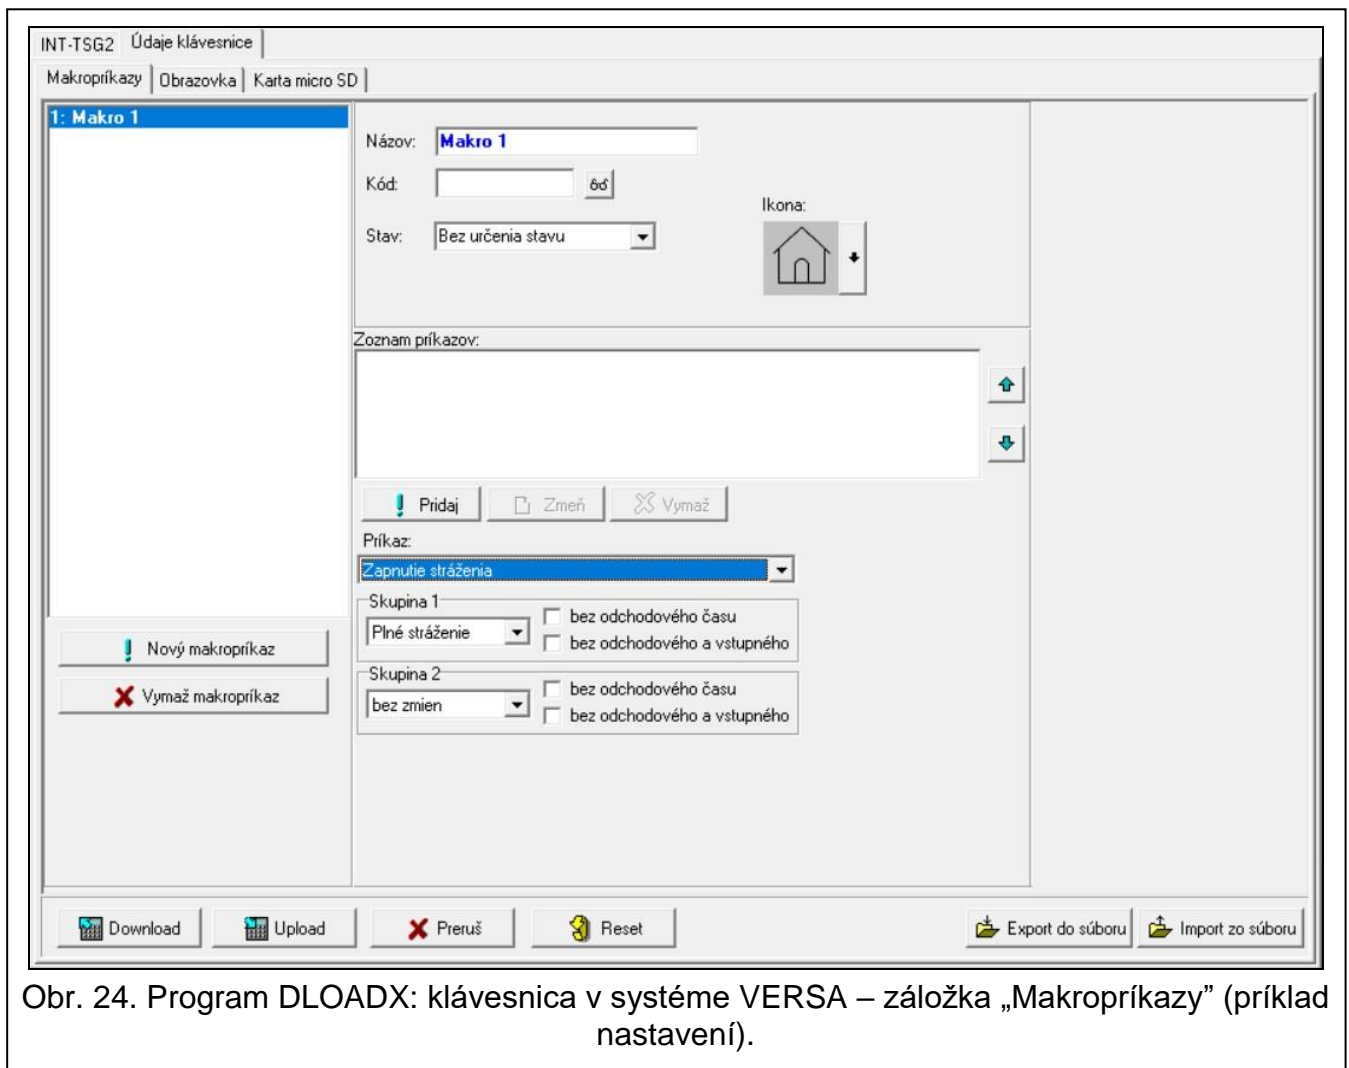 INT-TSG2 Údaje klávesnice
Makropríkazy Obrazovka Karta micro SD
1: Makro 1
Názov: Makro 1
Kód:
Ikona:
Stav: Bez určenia stavu
Zoznam príkazov:
Pridaj Zmeň Vymaž
Príkaz:
Zapnutie stráženia
Skupina 1
Plné stráženie
bez odchodového času
bez odchodového a vstupného
Skupina 2
bez zmien
bez odchodového času
bez odchodového a vstupného
Nový makropríkaz
Vymaž makropríkaz
Download Upload Preruš Reset Export do súboru Import zo súboru
Obr. 24. Program DLOADX: klávesnica v systéme VERSA – záložka „Makropríkazy” (príklad
nastavení).